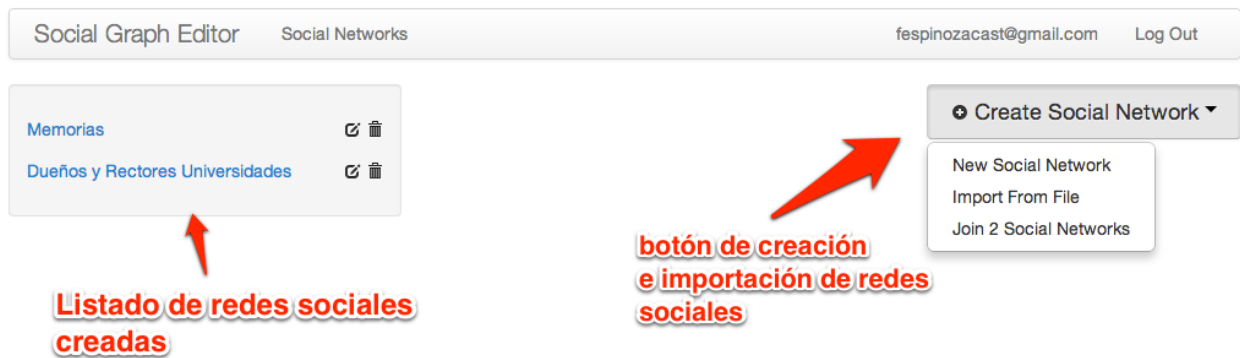 Social Graph Editor Social Networks fespinozacast@gmail.com Log Out
Memorias
Dueños y Rectores Universidades
Create Social Network
New Social Network
Import From File
Join 2 Social Networks
Listado de redes sociales
creadas
botón de creación
e importación de redes
sociales